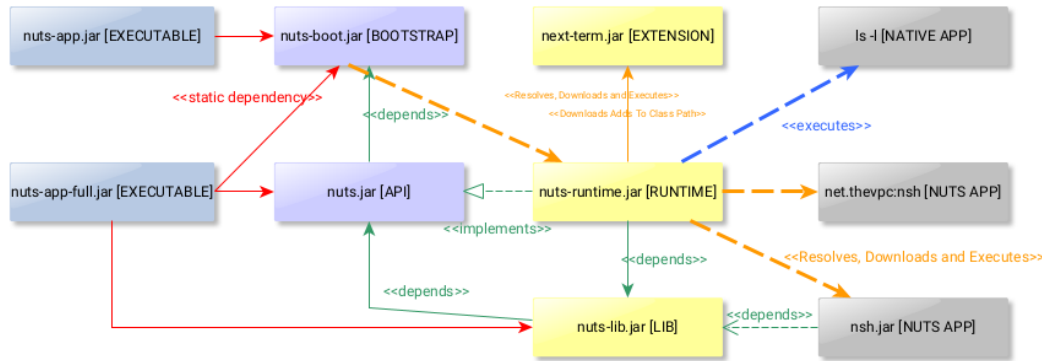 nuts-app.jar [EXECUTABLE]
nuts-boot.jar [BOOTSTRAP]
next-term.jar [EXTENSION]
ls -l [NATIVE APP]
<<static dependency>>
<<depends>>
<<Resolves, Downloads and Executes>>
<<Downloads Adds To Class Path>>
<<executes>>
nuts-app-full.jar [EXECUTABLE]
nuts.jar [API]
nuts-runtime.jar [RUNTIME]
net.thevpc:nsh [NUTS APP]
<<implements>>
<<depends>>
<<Resolves, Downloads and Executes>>
<<depends>>
<<depends>>
nuts-lib.jar [LIB]
nsh.jar [NUTS APP]